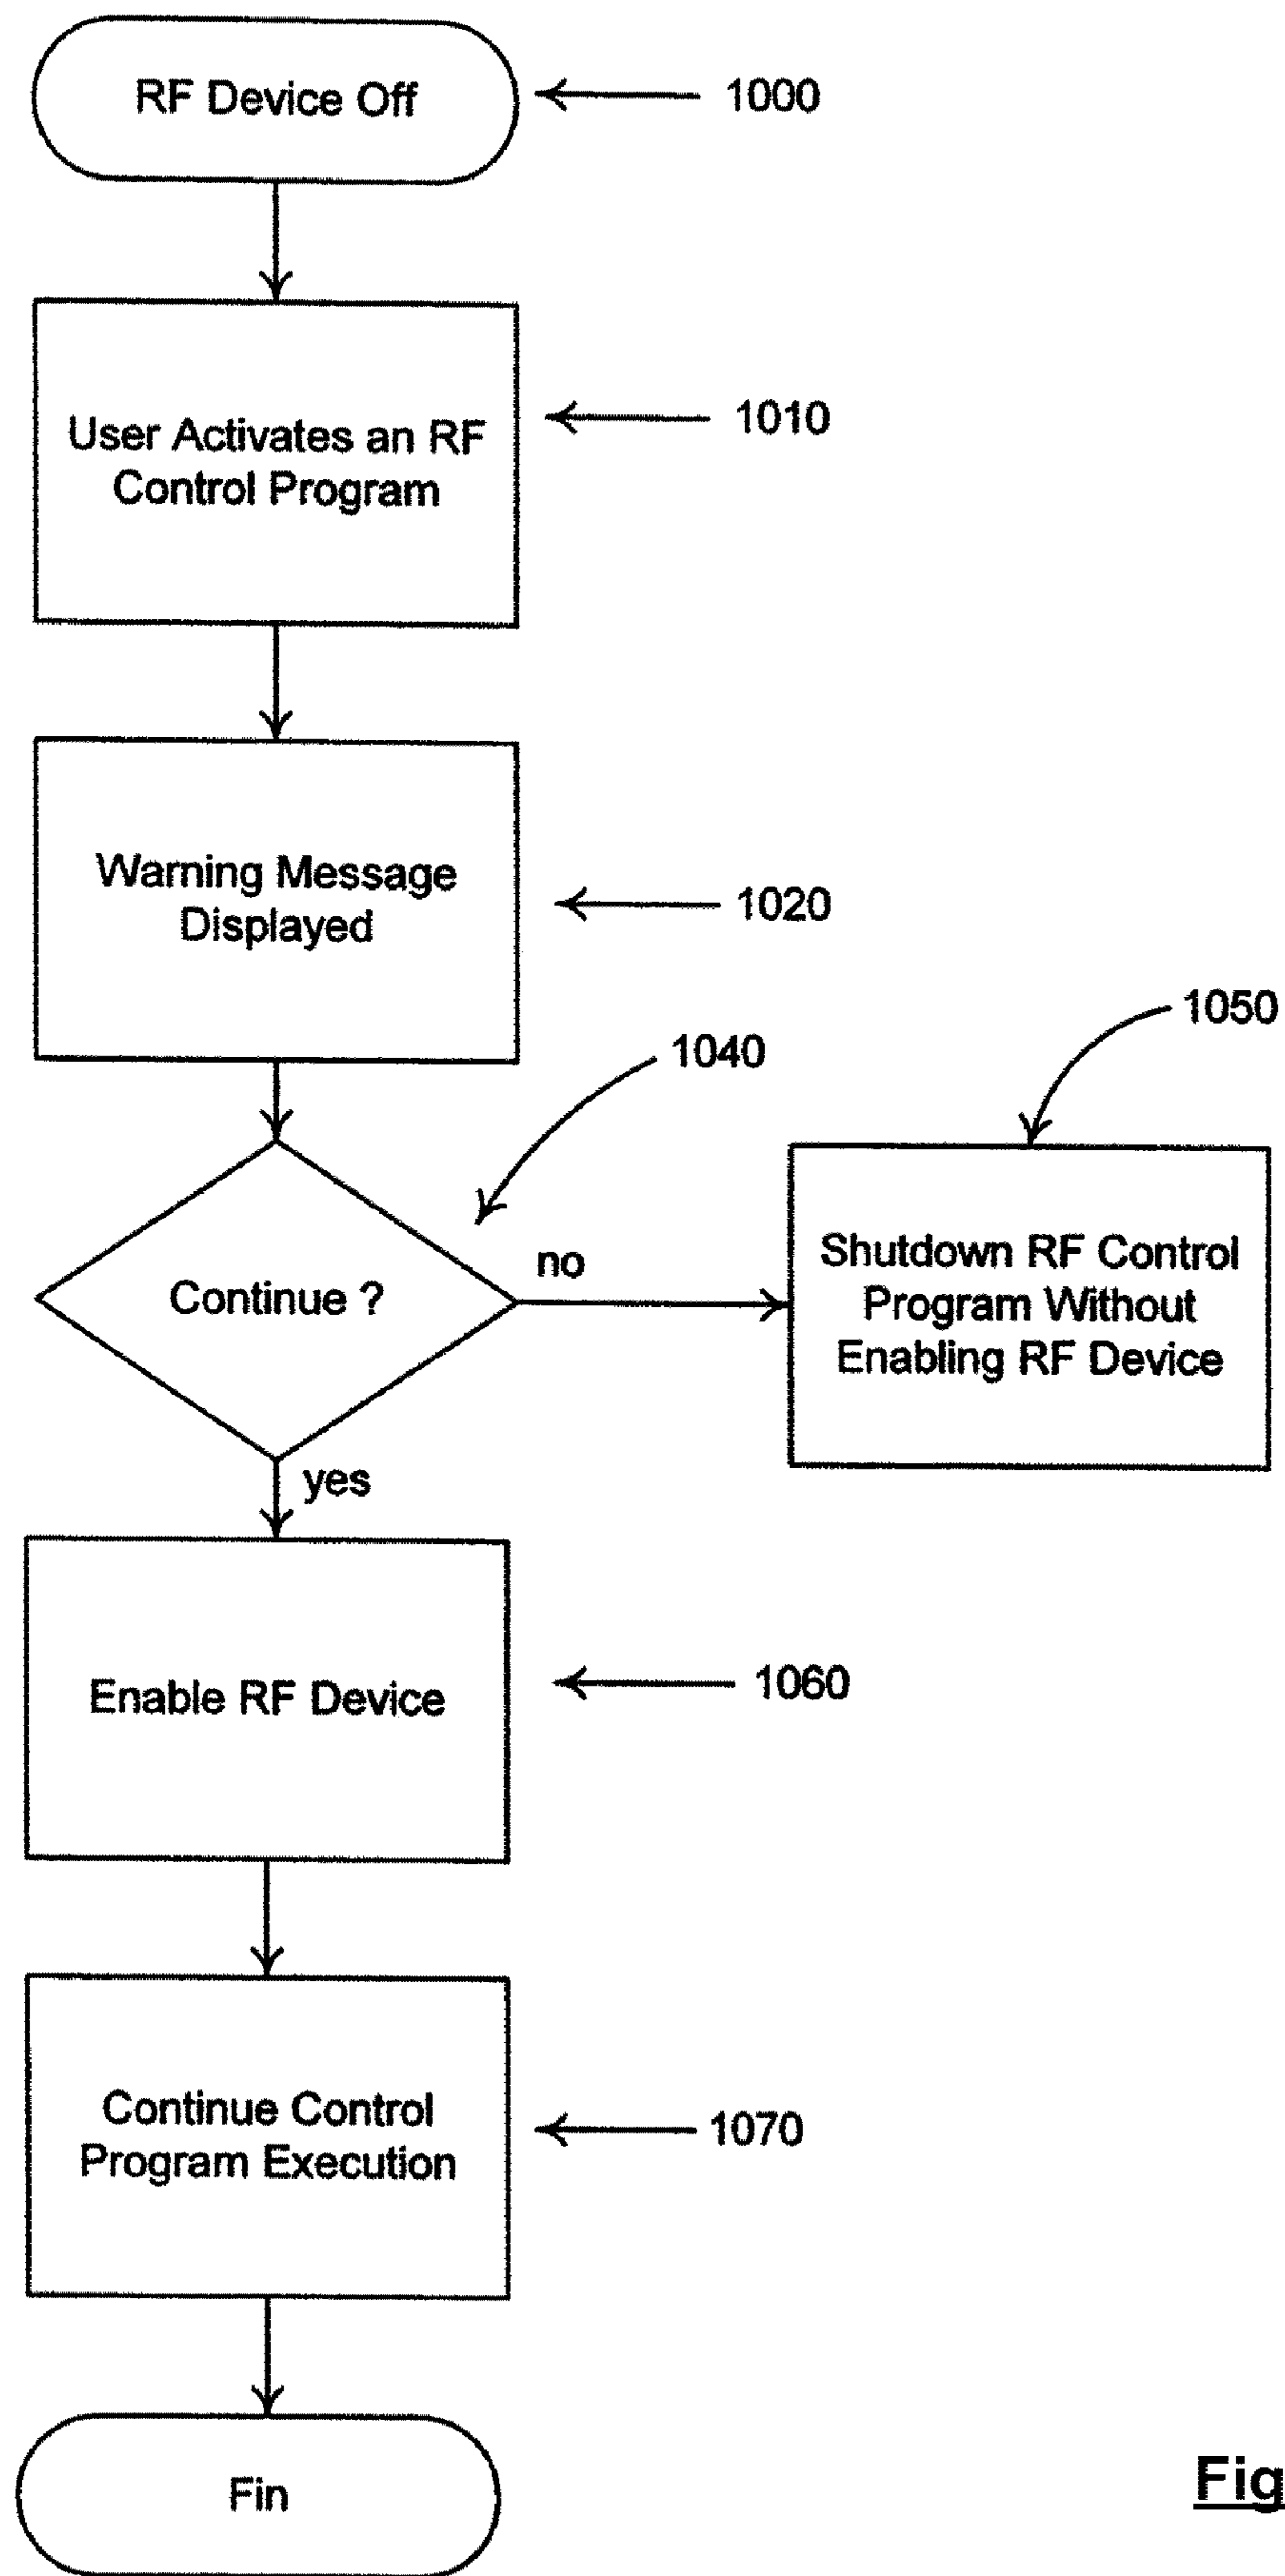 RF Device Off
1000
User Activates an RF
Control Program
1010
Warning Message
Displayed
1020
1040
1050
Continue ?
no
Shutdown RF Control
Program Without
Enabling RF Device
yes
Enable RF Device
1060
Continue Control
Program Execution
1070
Fin
Fig